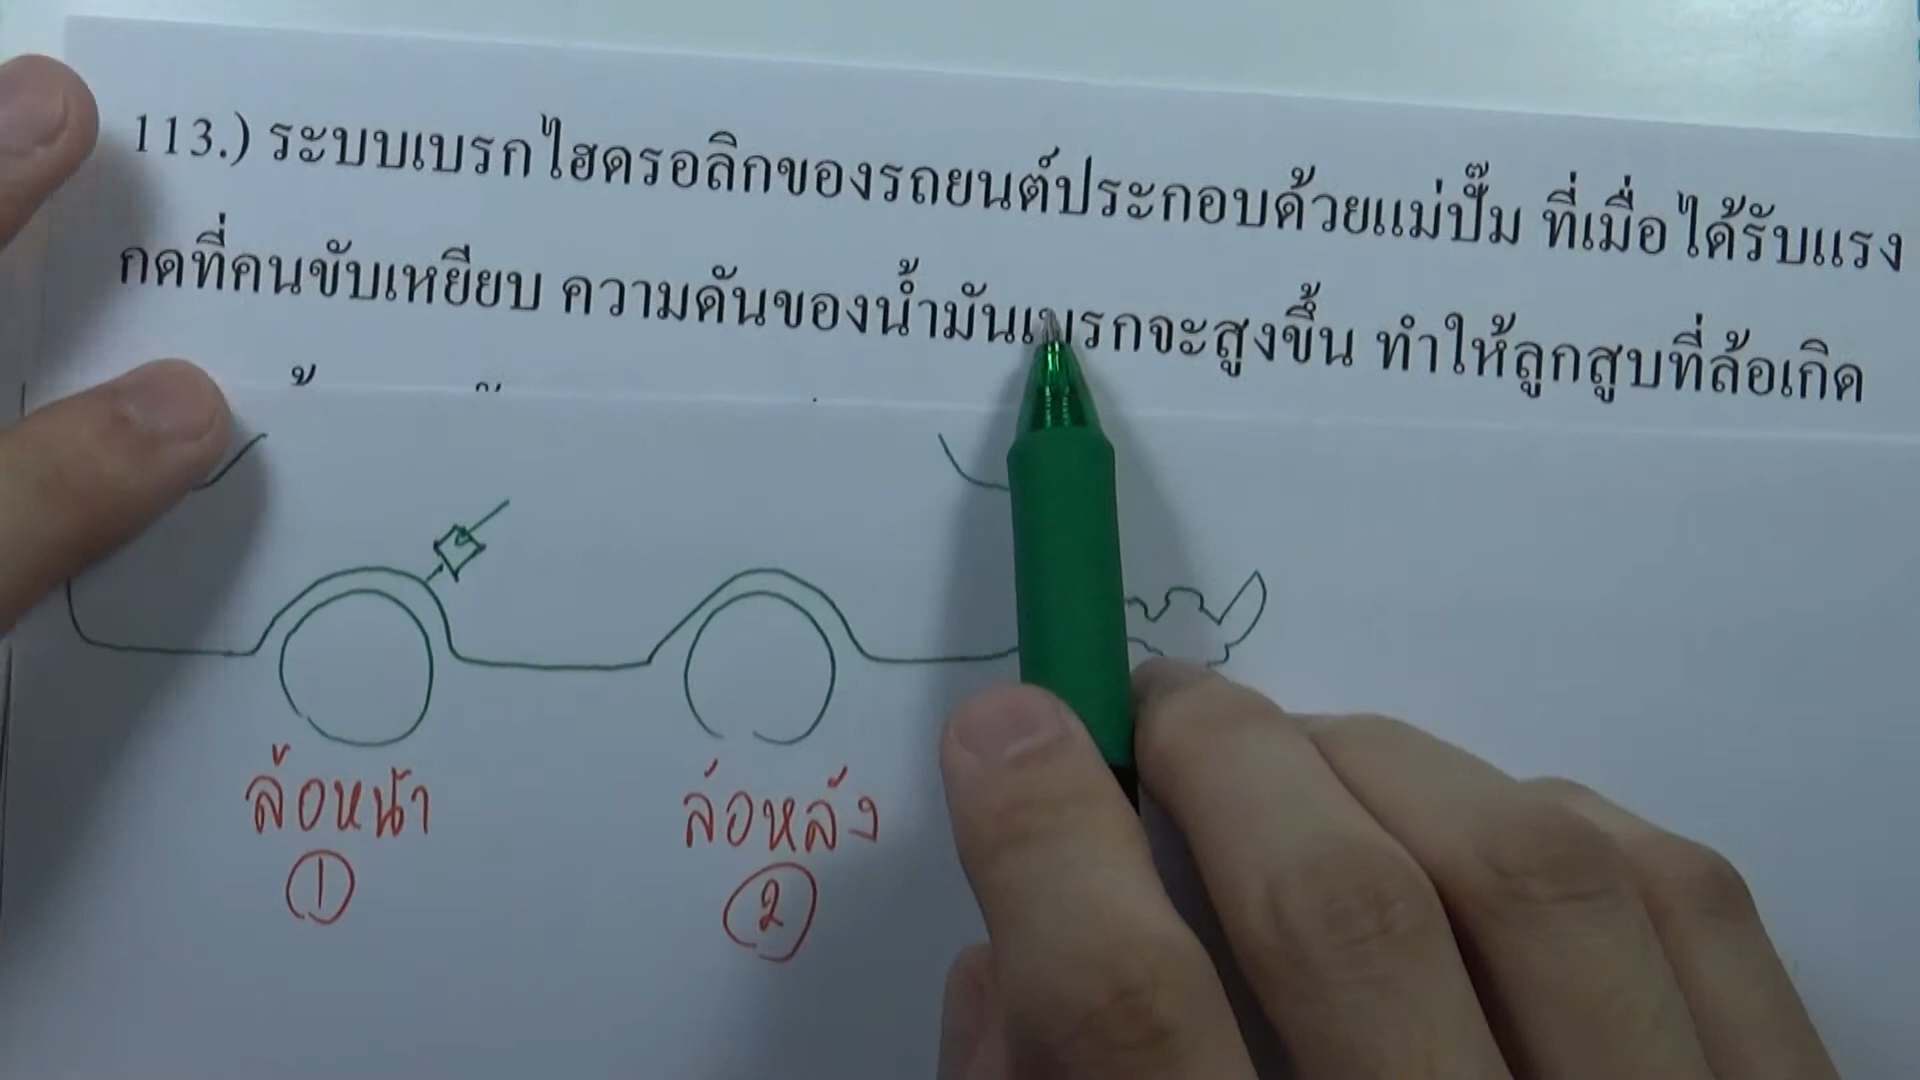 113.) ระบบเบรกไฮดรอลิกของรถยนต์ประกอบด้วยแม่ปั๊ม ที่เมื่อได้รับแรง
กดที่คนขับเหยียบ ความดันของน้ำมันเบรกจะสูงขึ้น ทำให้ลูกสูบที่ล้อเกิด
ล้อหน้า ล้อหลัง
1 2